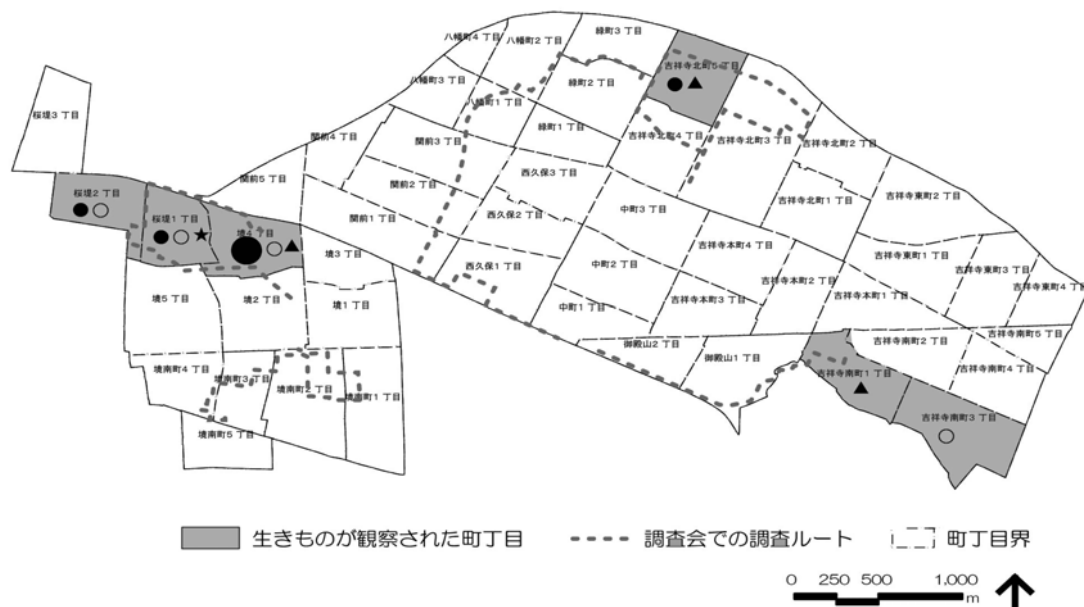 八幡町4 丁目
八幡町2 丁目
緑町3 丁目
吉祥寺北町5 丁目
八幡町3 丁目
緑町2 丁目
桜堤3 丁目
八幡町1 丁目
緑町1 丁目
吉祥寺北町4 丁目
吉祥寺北町3 丁目
吉祥寺北町2 丁目
関前4 丁目
関前3 丁目
西久保3 丁目
関前5 丁目
関前2 丁目
吉祥寺東町2 丁目
桜堤2 丁目
吉祥寺北町1 丁目
中町3 丁目
西久保2 丁目
関前1 丁目
桜堤1 丁目
境4 丁目
吉祥寺本町4 丁目
境3 丁目
吉祥寺東町1 丁目
西久保1 丁目
中町2 丁目
吉祥寺東町3 丁目
吉祥寺本町2 丁目
吉祥寺東町4 丁目
境5 丁目
境2 丁目
境1 丁目
中町1 丁目
吉祥寺本町3 丁目
吉祥寺本町1 丁目
吉祥寺南町5 丁目
吉祥寺南町2 丁目
御殿山2 丁目
御殿山1 丁目
吉祥寺南町4 丁目
境南町4 丁目
境南町3 丁目
境南町2 丁目
境南町1 丁目
吉祥寺南町1 丁目
吉祥寺南町3 丁目
境南町5 丁目
生きものが観察された町丁目
調査会での調査ルート
町丁目界
0 250 500 1,000
m